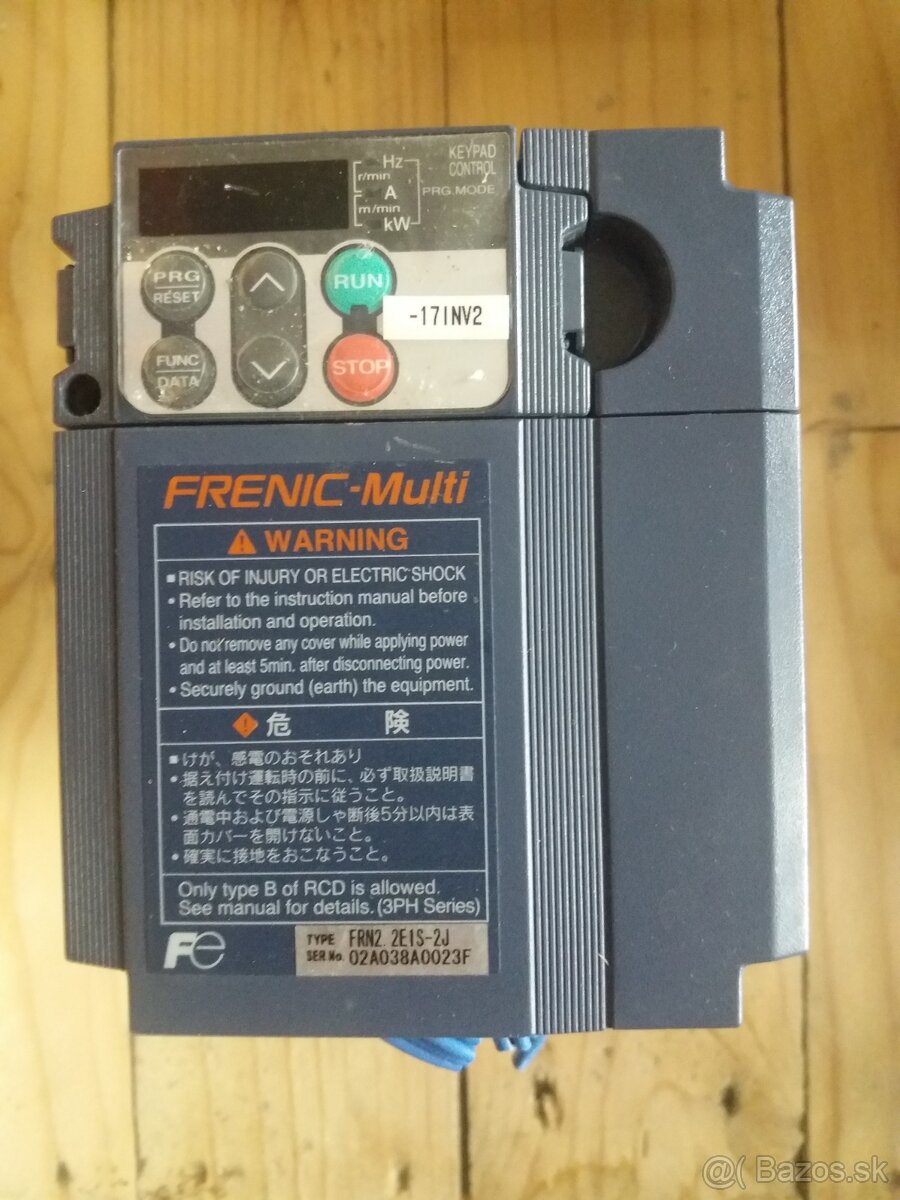 Hz
r/min
A
m/min
kW
KEYPAD
CONTROL
PRG.MODE
PRG
RESET
RUN
-17INV2
FUNC
DATA
STOP
FRENIC-Multi
WARNING
■ RISK OF INJURY OR ELECTRIC SHOCK
• Refer to the instruction manual before
installation and operation.
• Do not remove any cover while applying power
and at least 5min. after disconnecting power.
• Securely ground (earth) the equipment.
危 険
■ けが、感電のおそれあり
• 据え付け運転時の前に、必ず取扱説明書
を読んでその指示に従うこと。
• 通電中および電源しゃ断後5分以内は表
面カバーを開けないこと。
• 確実に接地をおこなうこと。
Only type B of RCD is allowed.
See manual for details. (3PH Series)
Fe
TYPE FRN2.2E1S-2J
SER No. 02A038A0023F
@( Bazos.sk